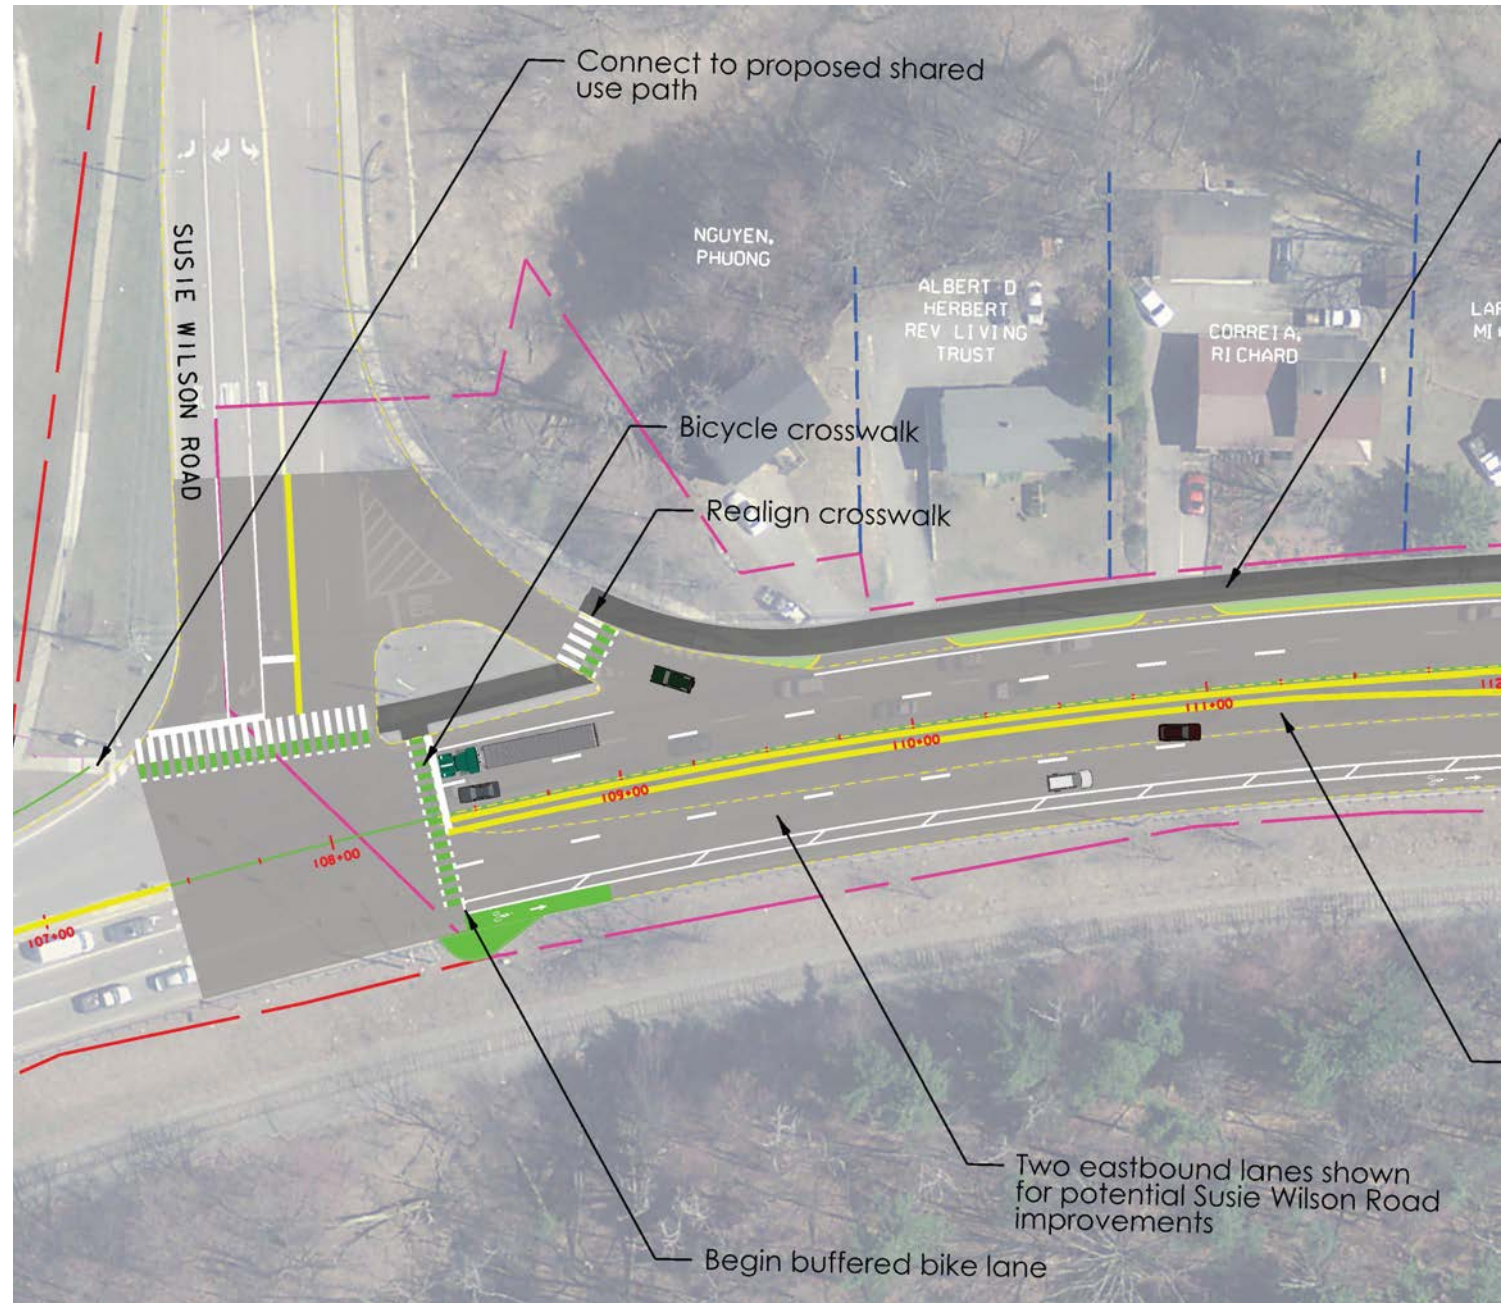 Connect to proposed shared
use path
SUSIE WILSON ROAD
NGUYEN,
PHUONG
ALBERT D
HERBERT
REV LIVING
TRUST
CORREIA,
RICHARD
Bicycle crosswalk
Realign crosswalk
107+00
108+00
109+00
110+00
111+00
Two eastbound lanes shown
for potential Susie Wilson Road
improvements
Begin buffered bike lane